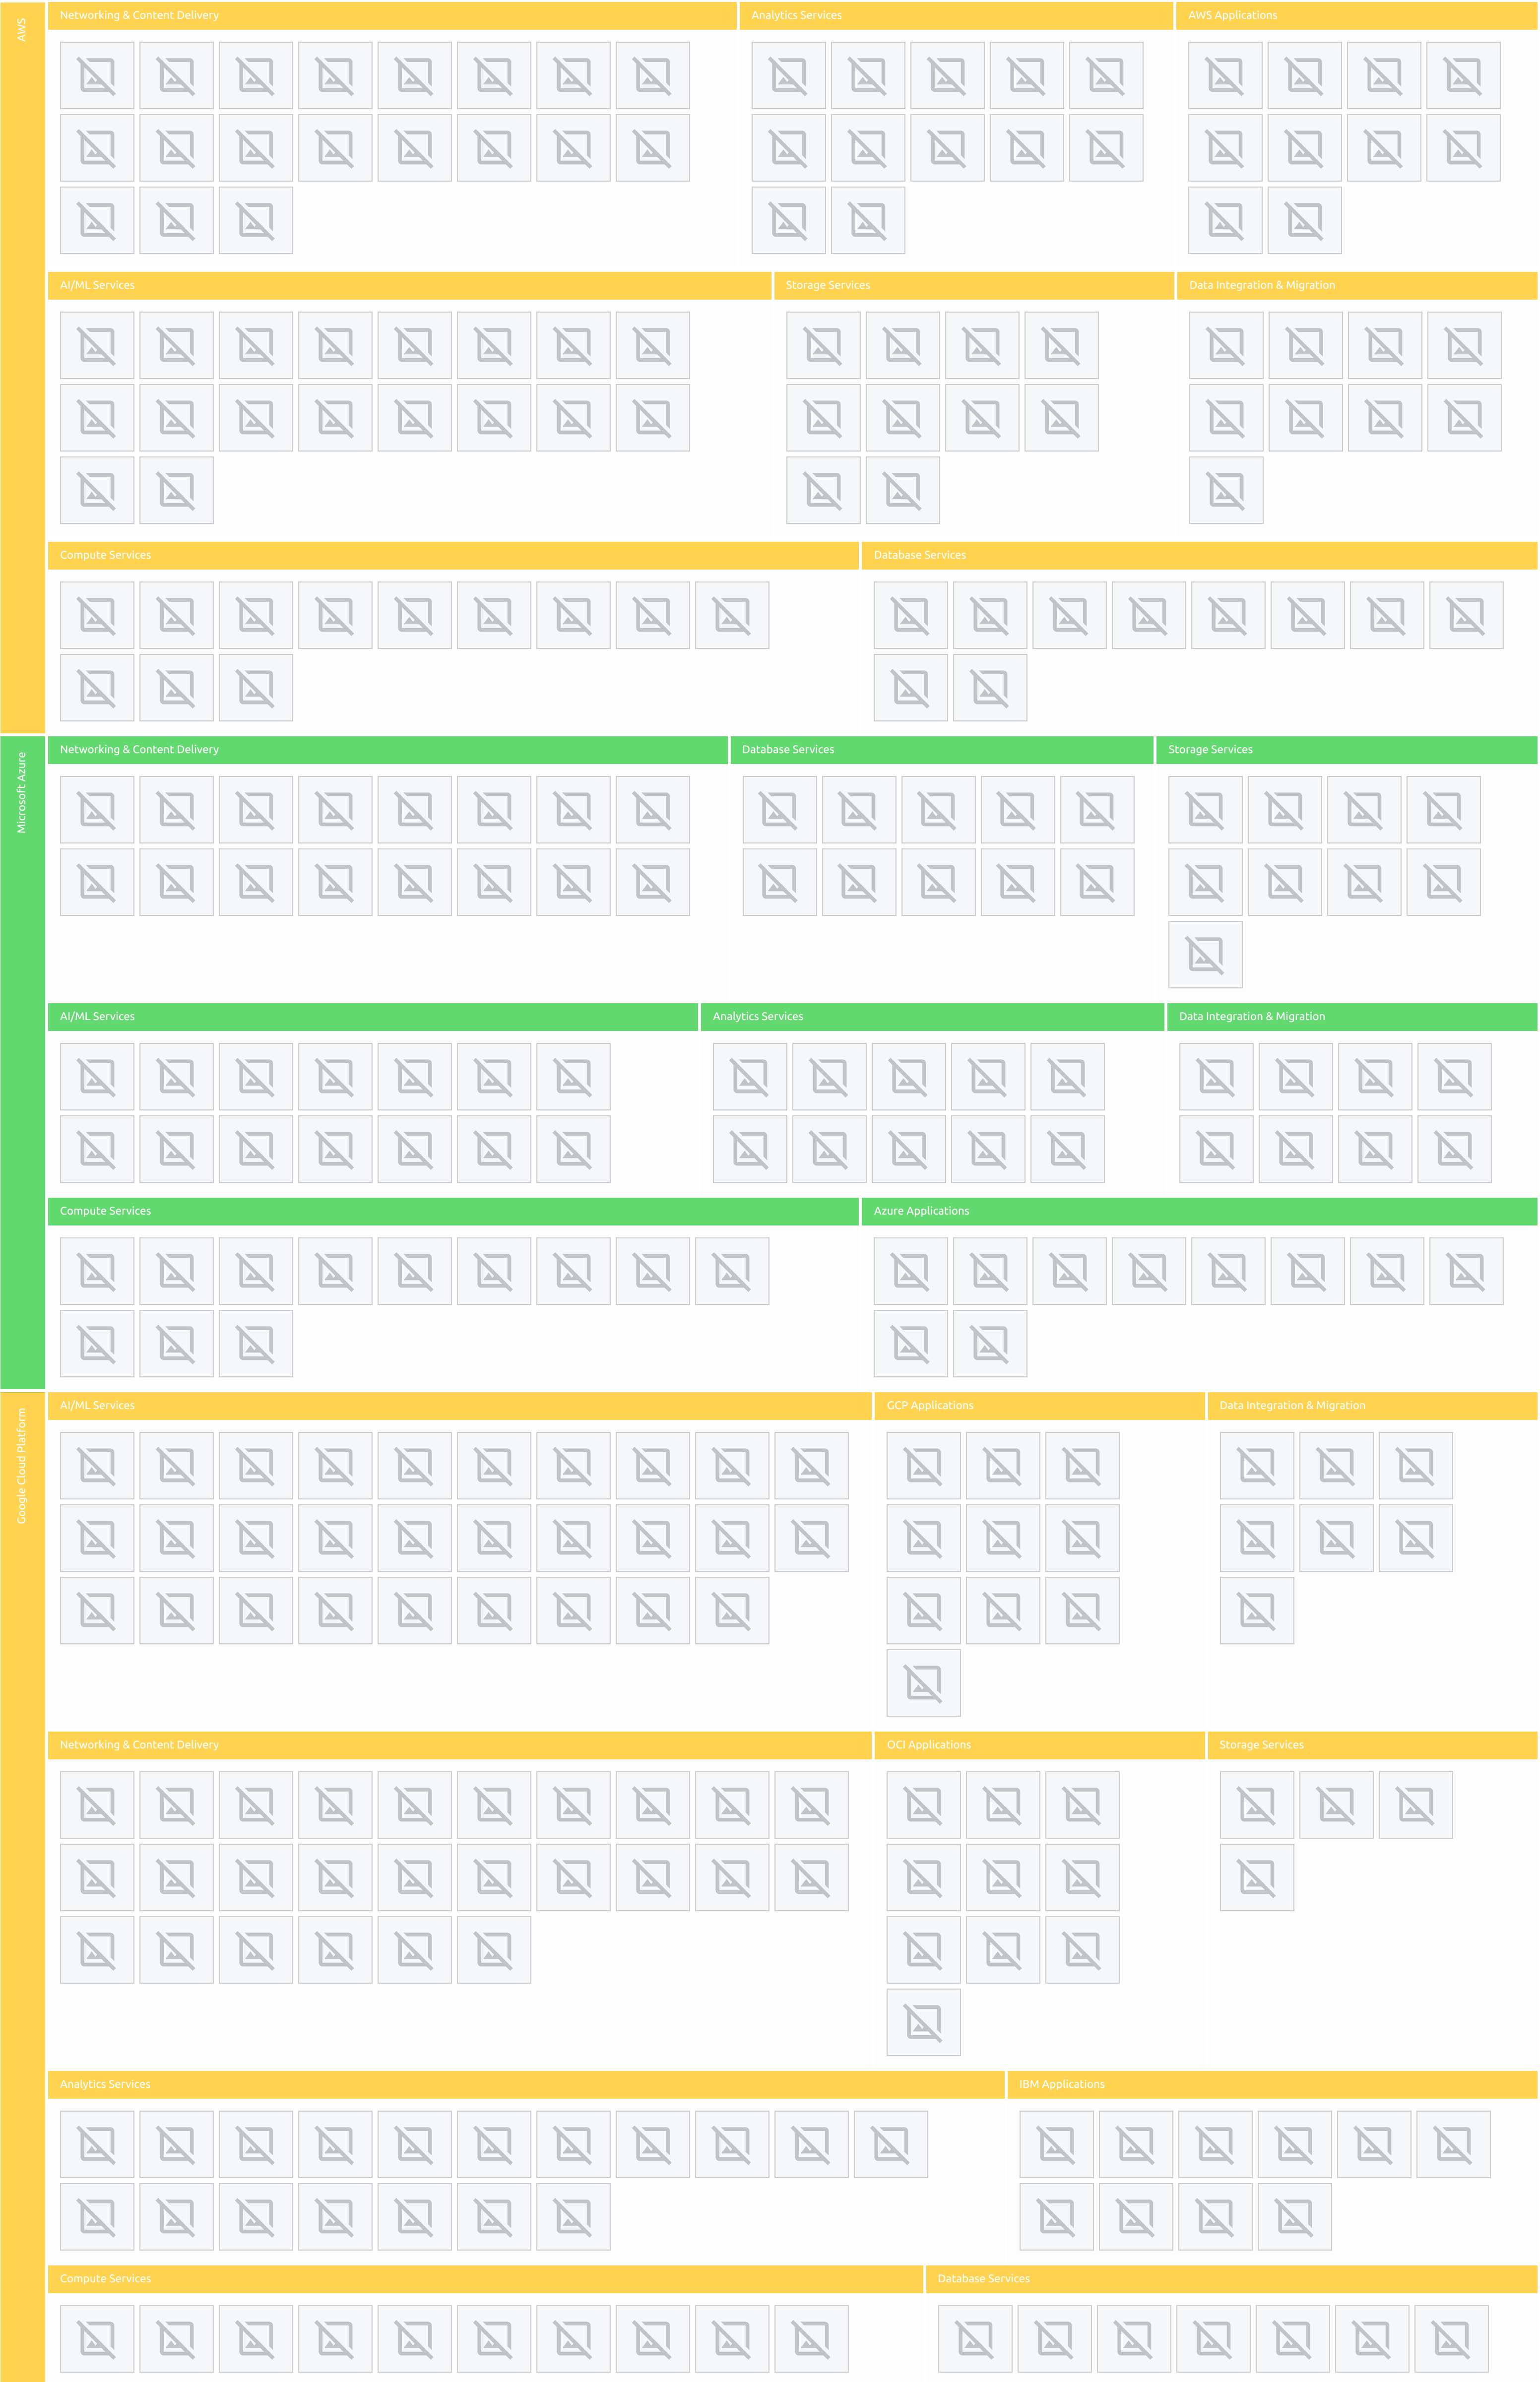 AWS
Networking & Content Delivery
Analytics Services
AWS Applications
AI/ML Services
Storage Services
Data Integration & Migration
Compute Services
Database Services
Microsoft Azure
Networking & Content Delivery
Database Services
Storage Services
AI/ML Services
Analytics Services
Data Integration & Migration
Compute Services
Azure Applications
Google Cloud Platform
AI/ML Services
GCP Applications
Data Integration & Migration
Networking & Content Delivery
OCI Applications
Storage Services
Analytics Services
IBM Applications
Compute Services
Database Services